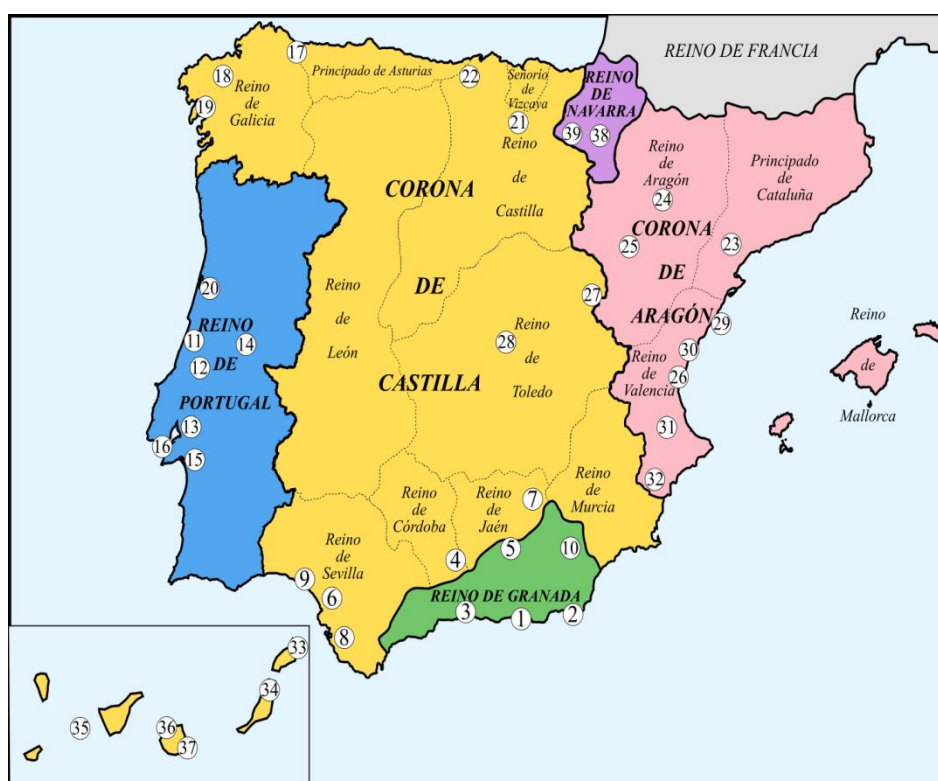 REINO DE FRANCIA
17
Principado de Asturias
22
Señorio
de
Vizcaya
REINO
DE
NAVARRA
18
Reino
de
Galicia
19
21
Reino
de
Castilla
39
38
Reino
de
Aragón
24
Principado
de
Cataluña
CORONA
DE
CASTILLA
25
CORONA
DE
ARAGÓN
23
20
REINO
DE
PORTUGAL
11
14
12
13
16
15
Reino
de
León
27
Reino
de
Toledo
28
29
30
Reino
de Valencia
26
31
32
Reino
de
Mallorca
Reino
de
Córdoba
Reino
de
Jaén
7
Reino
de
Murcia
Reino
de
Sevilla
4
5
10
9
6
8
REINO DE GRANADA
3
1
2
33
34
35
36
37